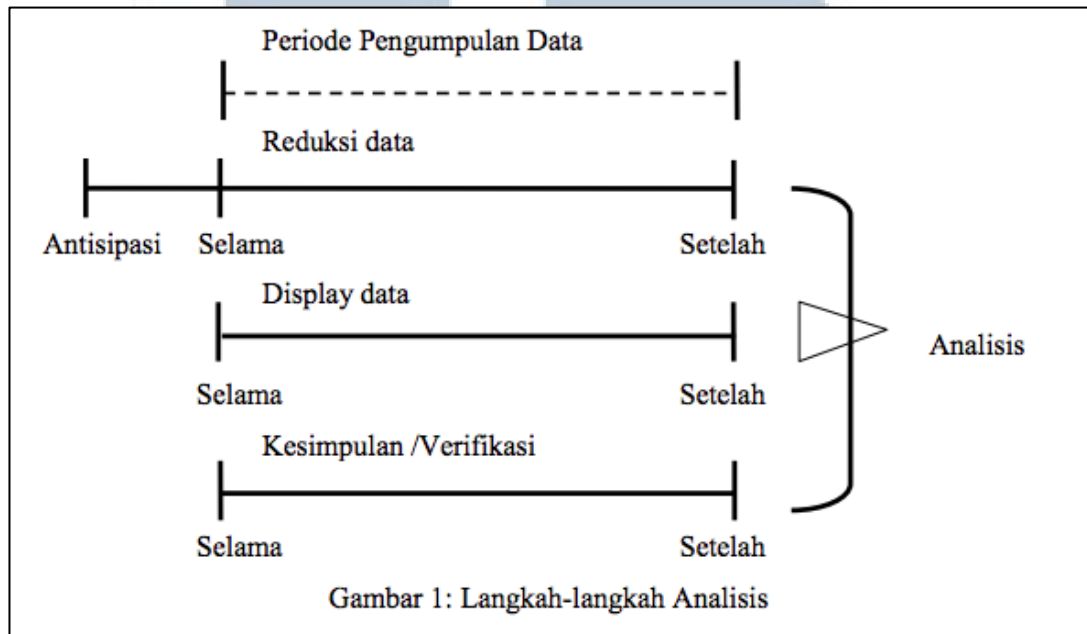 Periode Pengumpulan Data
Reduksi data
Antisipasi Selama Setelah
Display data
Analisis
Selama Setelah
Kesimpulan /Verifikasi
Selama Setelah
Gambar 1: Langkah-langkah Analisis